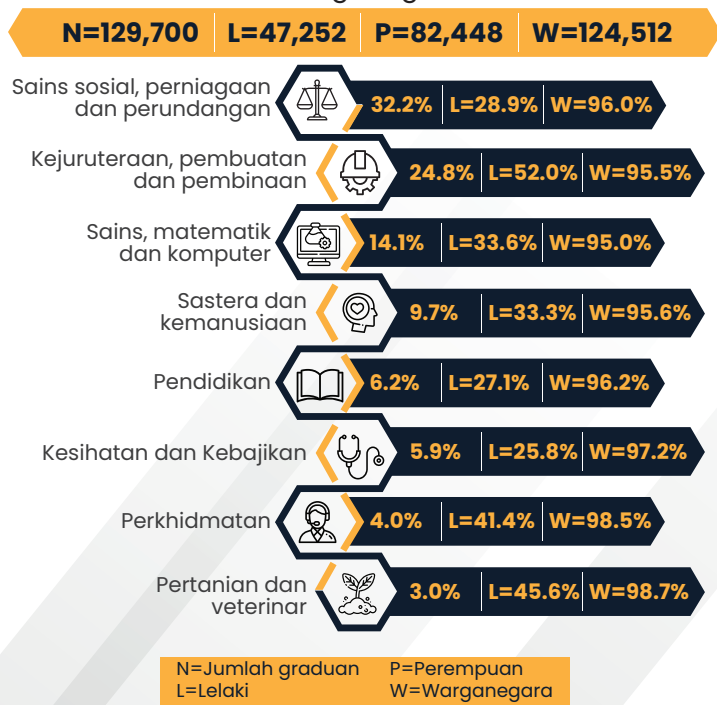 N=129,700 L=47,252 P=82,448 W=124,512
Sains sosial, perniagaan
dan perundangan
32.2% L=28.9% W=96.0%
Kejuruteraan, pembuatan
dan pembinaan
24.8% L=52.0% W=95.5%
Sains, matematik
dan komputer
14.1% L=33.6% W=95.0%
Sastera dan
kemanusiaan
9.7% L=33.3% W=95.6%
Pendidikan
6.2% L=27.1% W=96.2%
Kesihatan dan Kebajikan
5.9% L=25.8% W=97.2%
Perkhidmatan
4.0% L=41.4% W=98.5%
Pertanian dan
veterinar
3.0% L=45.6% W=98.7%
N=Jumlah graduan P=Perempuan
L=Lelaki W=Warganegara